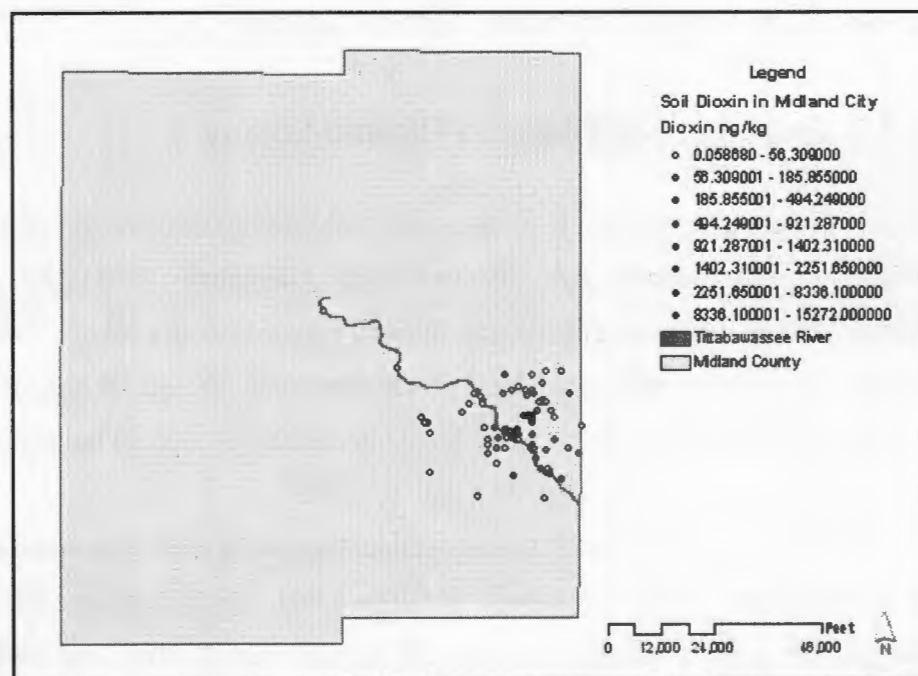 Legend
Soil Dioxin in Midland City
Dioxin ng/kg
0.058680 - 56.309000
56.309001 - 185.855000
185.855001 - 494.249000
494.249001 - 921.287000
921.287001 - 1402.310000
1402.310001 - 2251.650000
2251.650001 - 8336.100000
8336.100001 - 15272.000000
Tittabawassee River
Midland County
Feet
0 12,000 24,000 48,000
N